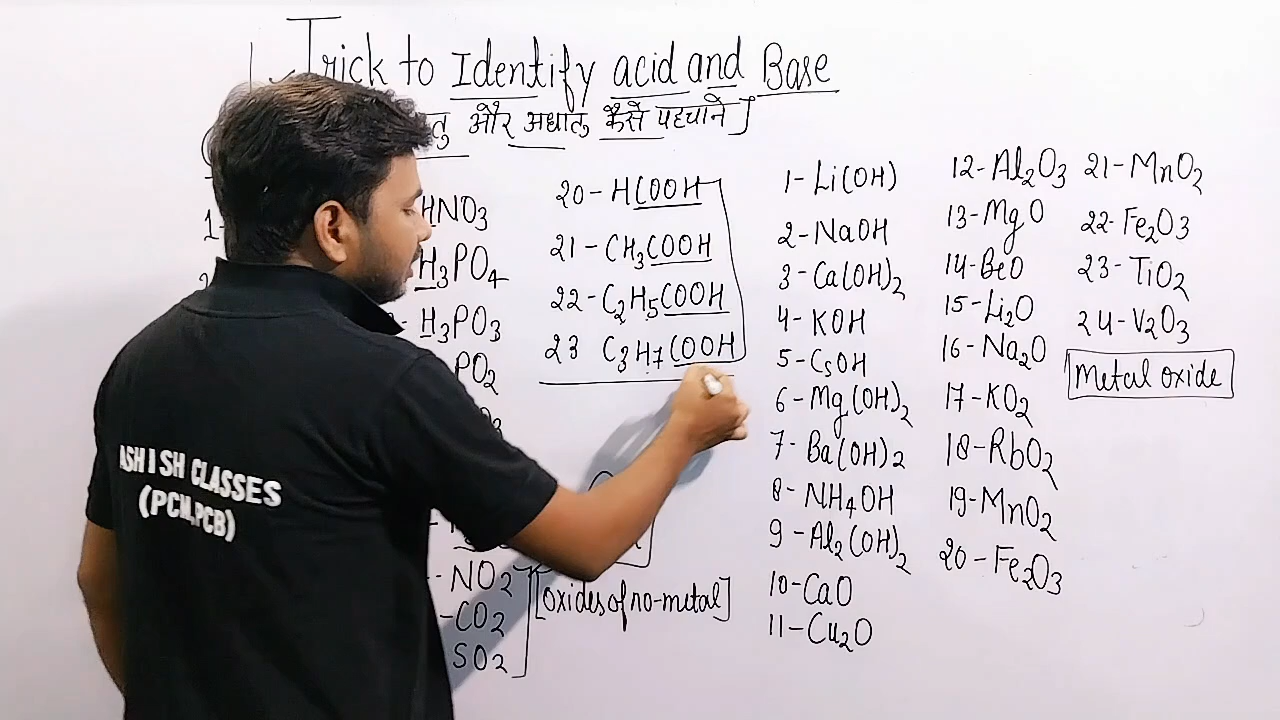 Trick to Identify acid and Base
और अधातु कैसे पहचाने ]
1-
HNO3
H3PO4
H3PO3
PO2
-NO2
-CO2
SO2
[oxides of no-metal]
20-HCOOH
21-CH3COOH
22-C2H5COOH
23 C3H7COOH
1-Li(OH)
2-NaOH
3-Ca(OH)2
4-KOH
5-CsOH
6-Mg(OH)2
7-Ba(OH)2
8-NH4OH
9-Al2(OH)2
10-CaO
11-Cu2O
12-Al2O3
13-MgO
14-BeO
15-Li2O
16-Na2O
17-KO2
18-RbO2
19-MnO2
20-Fe2O3
21-MnO2
22-Fe2O3
23-TiO2
24-V2O3
Metal oxide
ASHISH CLASSES
(PCM,PCB)